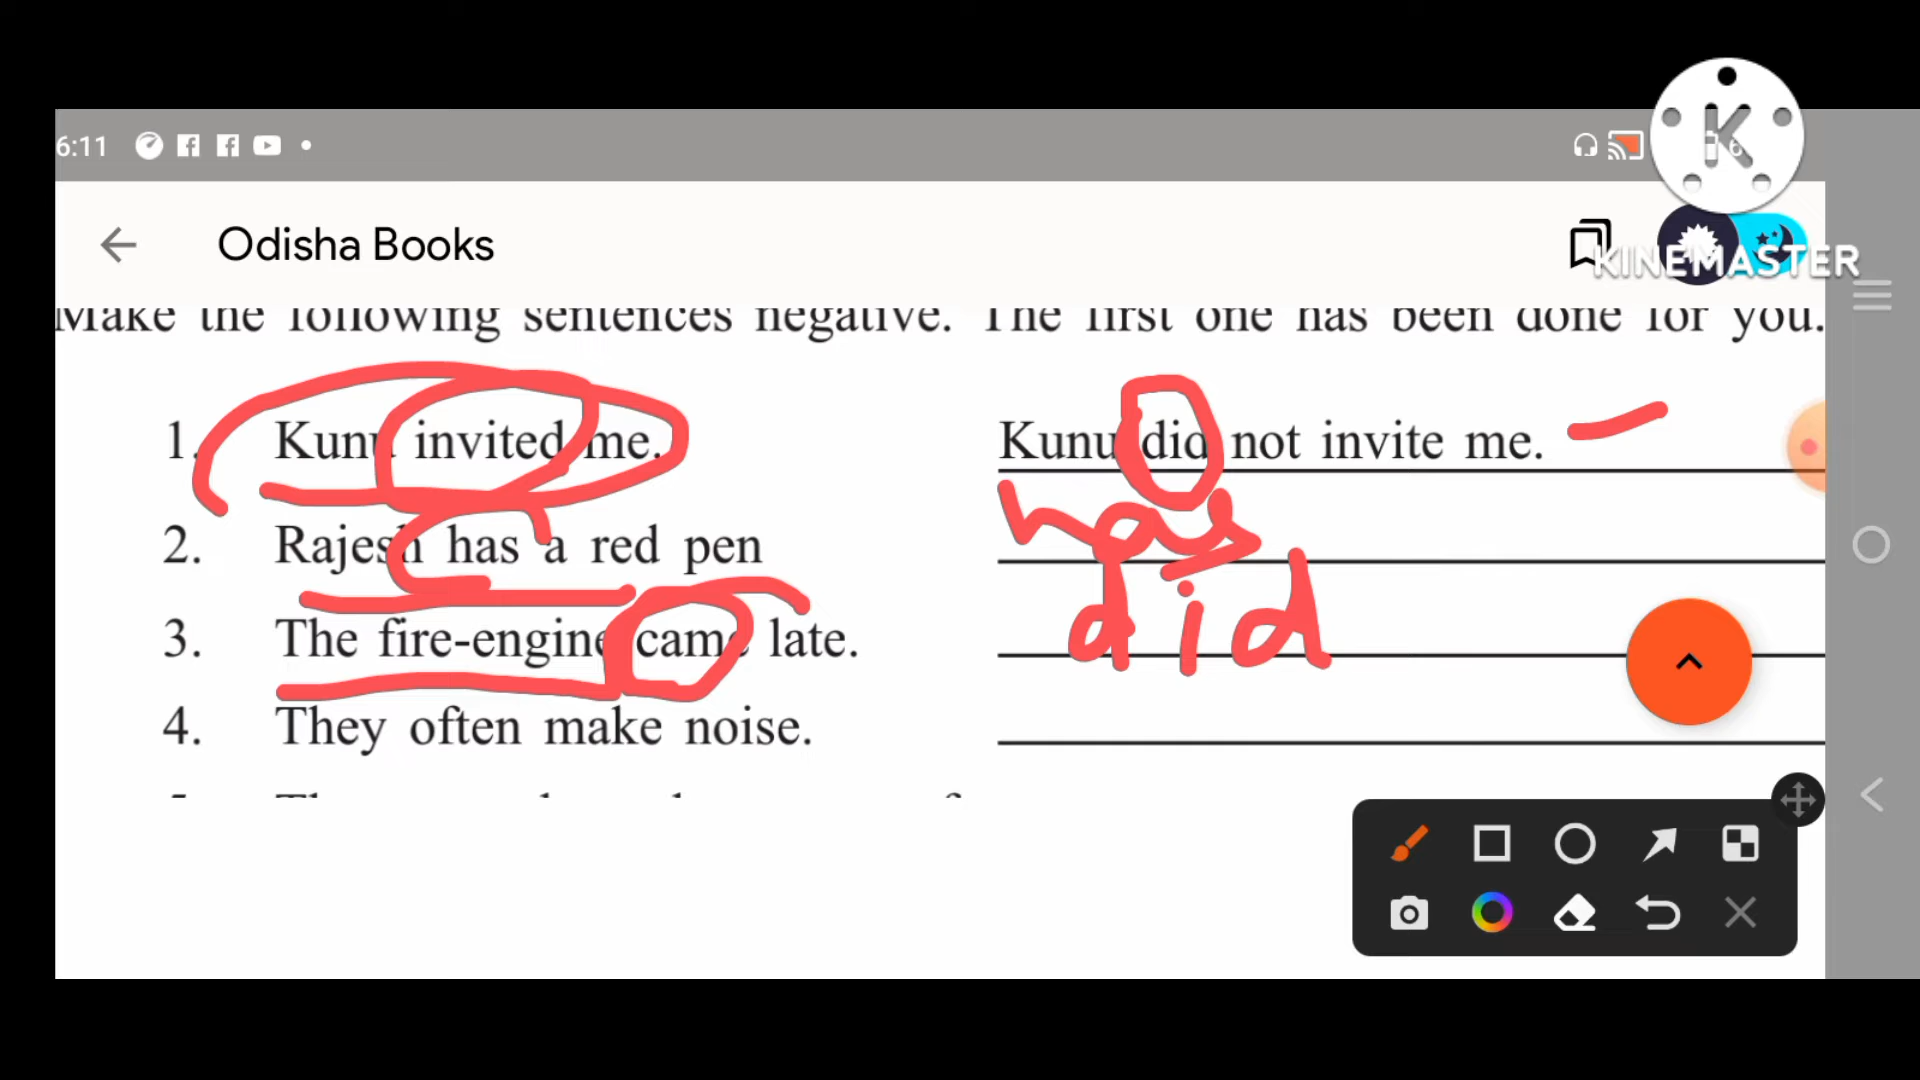 6:11
K
6
Odisha Books
KINEMASTER
Make the following sentences negative. The first one has been done for you.
1. Kunu invited me. Kunu did not invite me.
2. Rajesh has a red pen has
3. The fire-engine came late. did
4. They often make noise.